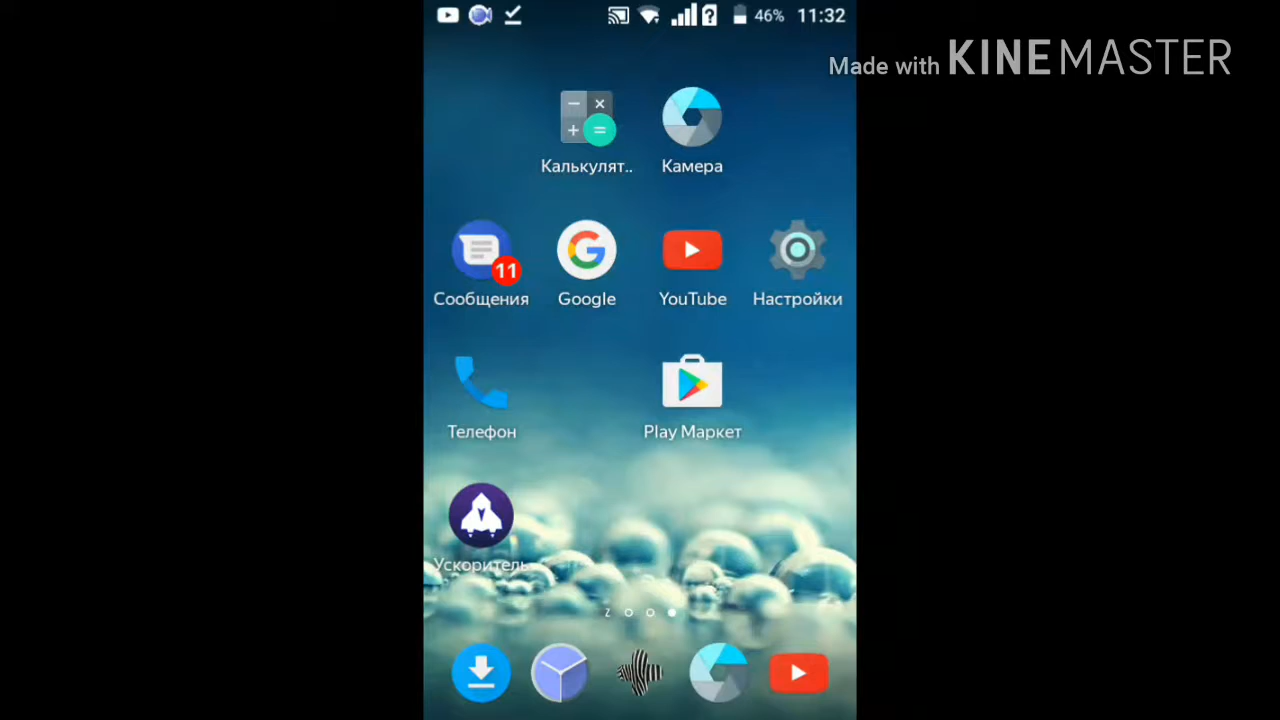 46% 11:32
Made with KINEMASTER
Калькулят.. Камера
11
Сообщения Google YouTube Настройки
Телефон Play Маркет
Ускоритель